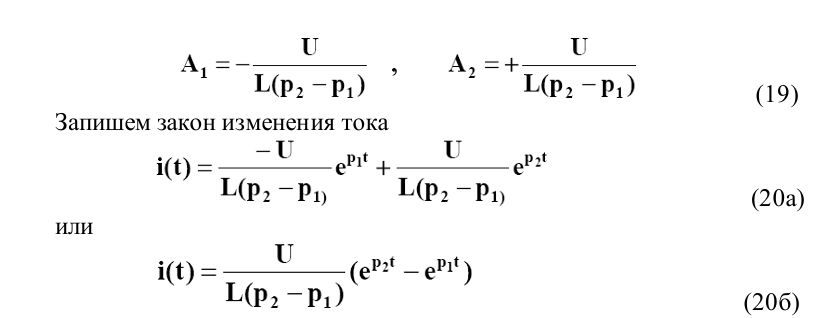 A₁ = −U/(L(p₂ − p₁)) , A₂ = +U/(L(p₂ − p₁)) (19)
Запишем закон изменения тока
i(t) = −U/(L(p₂ − p₁)) e^(p₁t) + U/(L(p₂ − p₁)) e^(p₂t) (20а)
или
i(t) = U/(L(p₂ − p₁)) (e^(p₂t) − e^(p₁t)) (20б)